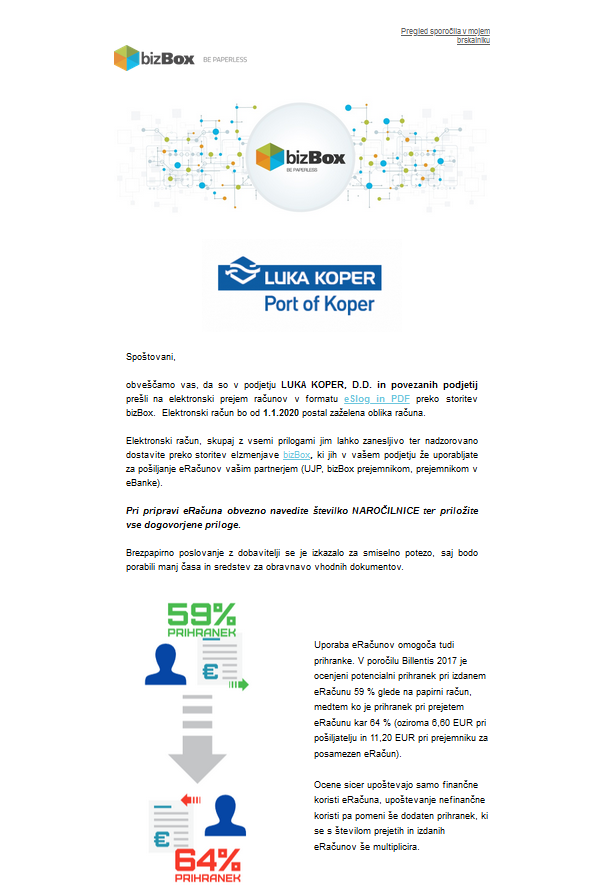 Pregled sporočila v mojem
brskalniku
bizBox BE PAPERLESS
bizBox
BE PAPERLESS
LUKA KOPER
Port of Koper
Spoštovani,
obveščamo vas, da so v podjetju LUKA KOPER, D.D. in povezanih podjetij
prešli na elektronski prejem računov v formatu eSlog in PDF preko storitev
bizBox. Elektronski račun bo od 1.1.2020 postal zaželena oblika računa.
Elektronski račun, skupaj z vsemi prilogami jim lahko zanesljivo ter nadzorovano
dostavite preko storitev eIzmenjave bizBox, ki jih v vašem podjetju že uporabljate
za pošiljanje eRačunov vašim partnerjem (UJP, bizBox prejemnikom, prejemnikom v
eBanke).
Pri pripravi eRačuna obvezno navedite številko NAROČILNICE ter priložite
vse dogovorjene priloge.
Brezpapirno poslovanje z dobavitelji se je izkazalo za smiselno potezo, saj bodo
porabili manj časa in sredstev za obravnavo vhodnih dokumentov.
59%
PRIHRANEK
€
Uporaba eRačunov omogoča tudi
prihranke. V poročilu Billentis 2017 je
ocenjeni potencialni prihranek pri izdanem
eRačunu 59 % glede na papirni račun,
medtem ko je prihranek pri prejetem
eRačunu kar 64 % (oziroma 6,60 EUR pri
pošiljatelju in 11,20 EUR pri prejemniku za
posamezen eRačun).
Ocene sicer upoštevajo samo finančne
koristi eRačuna, upoštevanje nefinančne
koristi pa pomeni še dodaten prihranek, ki
se s številom prejetih in izdanih
eRačunov še multiplicira.
€
64%
PRIHRANEK